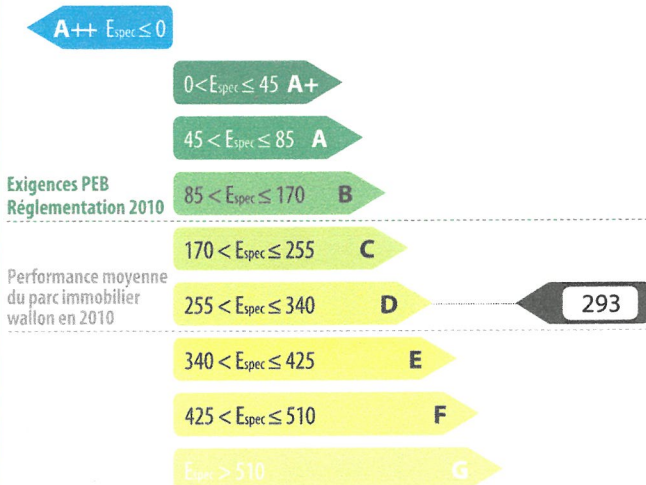 A++ Espec ≤ 0
0 < Espec ≤ 45 A+
45 < Espec ≤ 85 A
Exigences PEB
Réglementation 2010
85 < Espec ≤ 170 B
170 < Espec ≤ 255 C
Performance moyenne
du parc immobilier
wallon en 2010
255 < Espec ≤ 340 D
293
340 < Espec ≤ 425 E
425 < Espec ≤ 510 F
Espec > 510 G